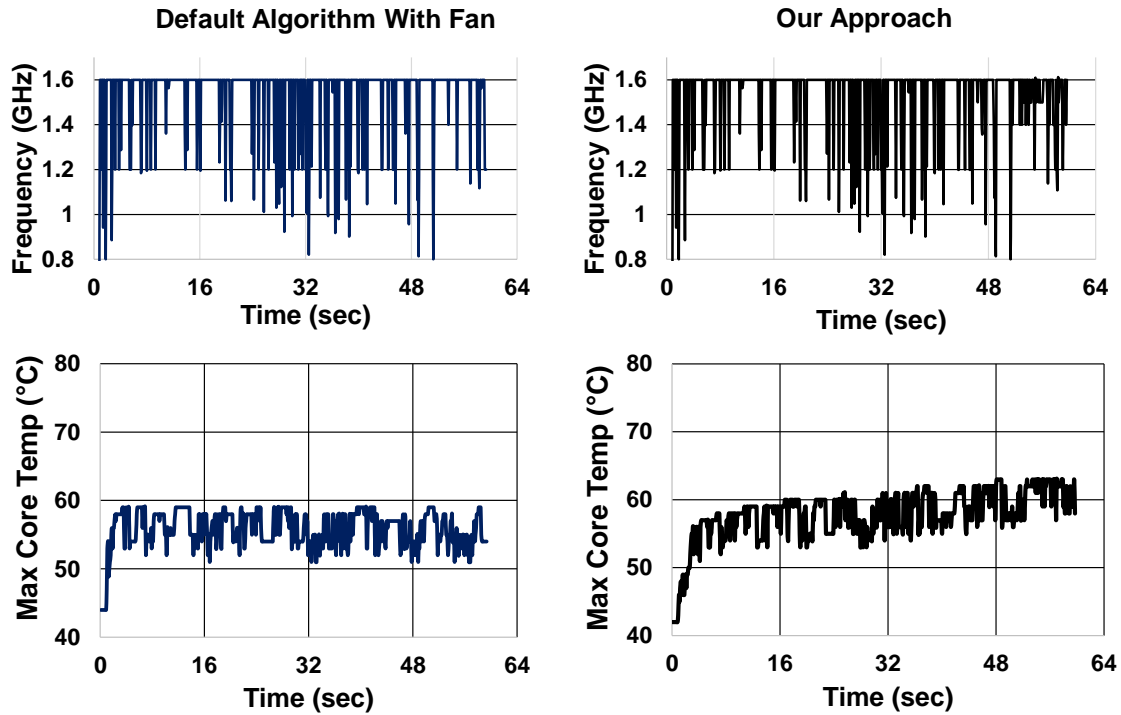 Default Algorithm With Fan
Our Approach
Frequency (GHz)
1.6
1.4
1.2
1
0.8
0 16 32 48 64
Time (sec)
Frequency (GHz)
1.6
1.4
1.2
1
0.8
0 16 32 48 64
Time (sec)
Max Core Temp (°C)
80
70
60
50
40
0 16 32 48 64
Time (sec)
Max Core Temp (°C)
80
70
60
50
40
0 16 32 48 64
Time (sec)